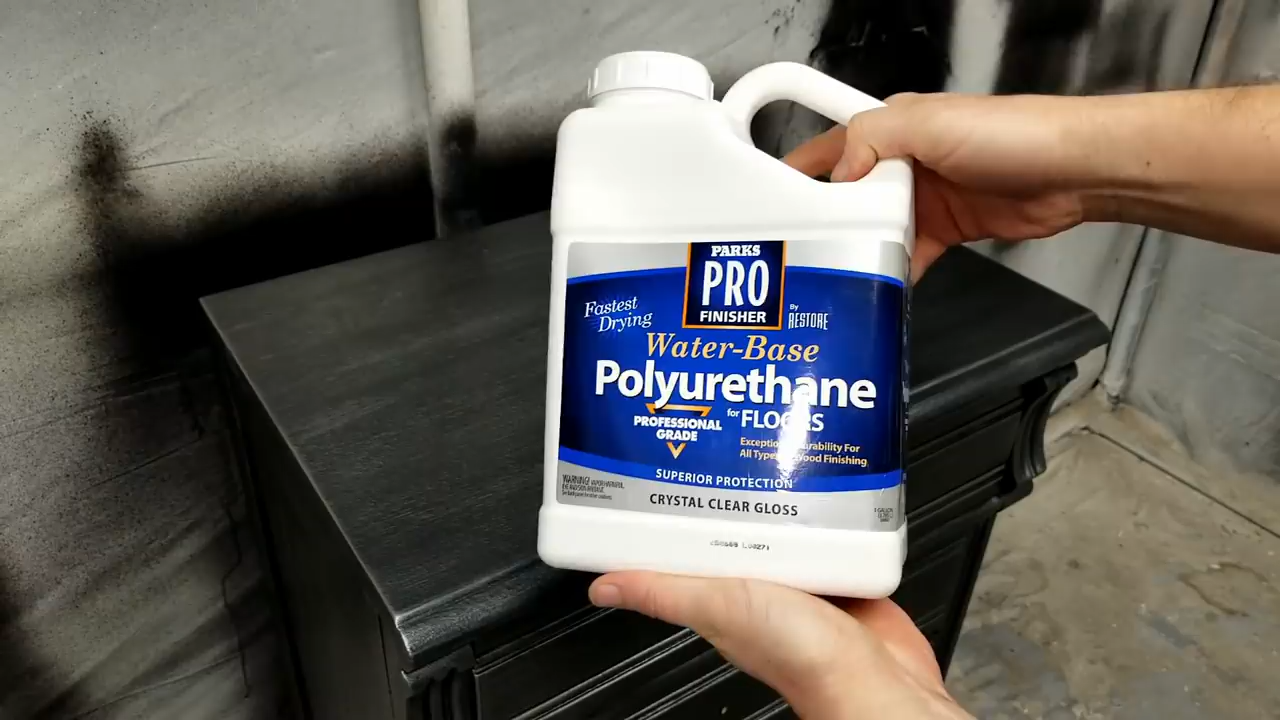 PARKS
PRO
FINISHER
By
RESTORE
Fastest
Drying
Water-Base
Polyurethane
for FLOORS
PROFESSIONAL
GRADE
Exceptional Durability For
All Types Wood Finishing
SUPERIOR PROTECTION
CRYSTAL CLEAR GLOSS
WARNING!